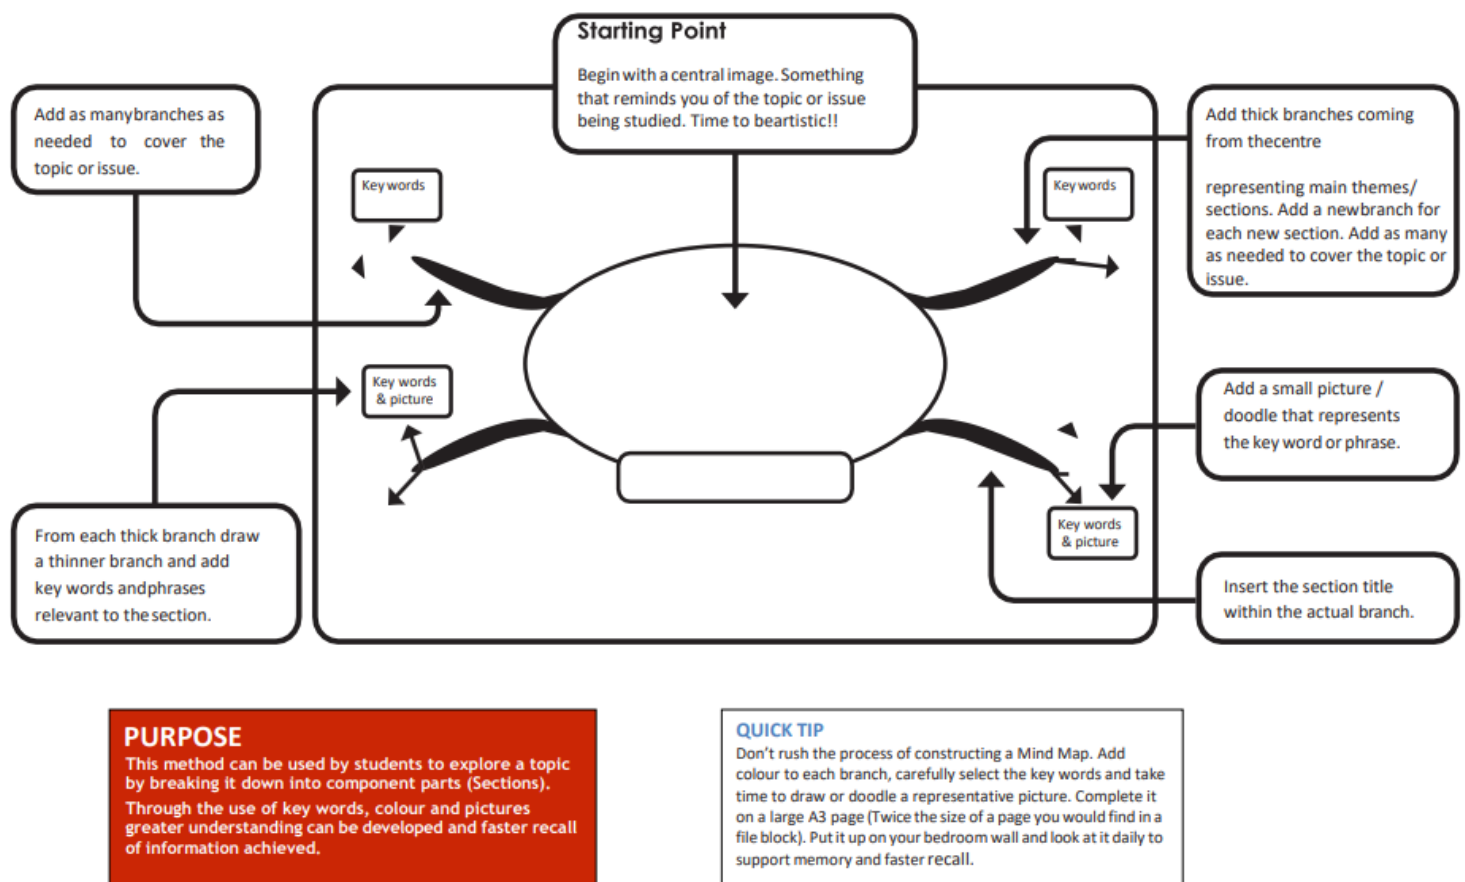 Starting Point
Begin with a central image. Something
that reminds you of the topic or issue
being studied. Time to beartistic!!
Add as manybranches as
needed to cover the
topic or issue.
Key words
Key words
Add thick branches coming
from thecentre
representing main themes/
sections. Add a newbranch for
each new section. Add as many
as needed to cover the topic or
issue.
Key words
& picture
Add a small picture /
doodle that represents
the key word or phrase.
From each thick branch draw
a thinner branch and add
key words andphrases
relevant to the section.
Key words
& picture
Insert the section title
within the actual branch.
PURPOSE
This method can be used by students to explore a topic
by breaking it down into component parts (Sections).
Through the use of key words, colour and pictures
greater understanding can be developed and faster recall
of information achieved.
QUICK TIP
Don't rush the process of constructing a Mind Map. Add
colour to each branch, carefully select the key words and take
time to draw or doodle a representative picture. Complete it
on a large A3 page (Twice the size of a page you would find in a
file block). Put it up on your bedroom wall and look at it daily to
support memory and faster recall.